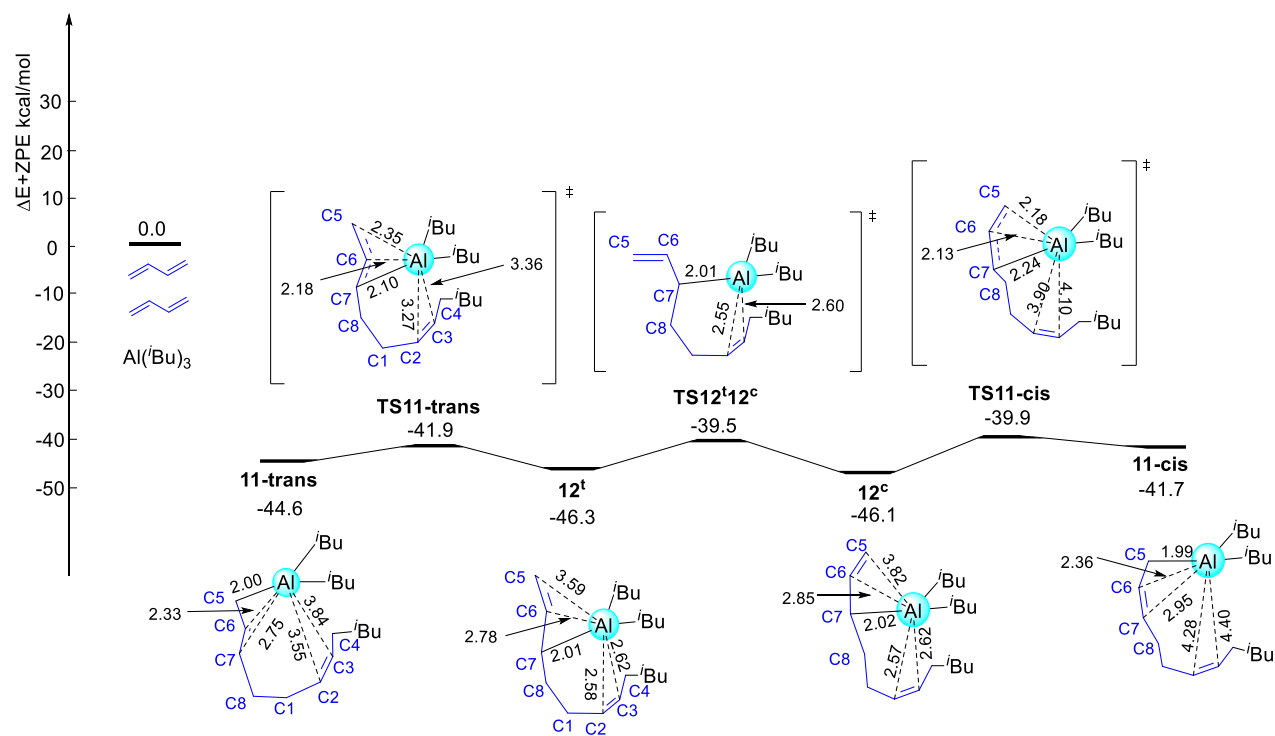 ΔE+ZPE kcal/mol
30
20
10
0
-10
-20
-30
-40
-50
0.0
Al(ⁱBu)₃
C5
C6
C7
C8
C1
C2
C3
C4
2.35
2.18
2.10
3.27
3.36
Al
ⁱBu
ⁱBu
ⁱBu
‡
TS11-trans
-41.9
C5
C6
C7
C8
2.01
2.55
2.60
Al
ⁱBu
ⁱBu
ⁱBu
‡
TS12ᵗ12ᶜ
-39.5
C5
C6
C7
C8
2.18
2.13
2.24
3.90
4.10
Al
ⁱBu
ⁱBu
ⁱBu
‡
TS11-cis
-39.9
11-trans
-44.6
12ᵗ
-46.3
12ᶜ
-46.1
11-cis
-41.7
C5
C6
C7
C8
C1
C2
C3
C4
2.00
2.33
2.75
3.55
3.84
Al
ⁱBu
ⁱBu
ⁱBu
C5
C6
C7
C8
C1
C2
C3
C4
3.59
2.78
2.01
2.58
2.62
Al
ⁱBu
ⁱBu
ⁱBu
C5
C6
C7
C8
3.82
2.85
2.02
2.57
2.62
Al
ⁱBu
ⁱBu
ⁱBu
C5
C6
C7
C8
1.99
2.36
2.95
4.28
4.40
Al
ⁱBu
ⁱBu
ⁱBu